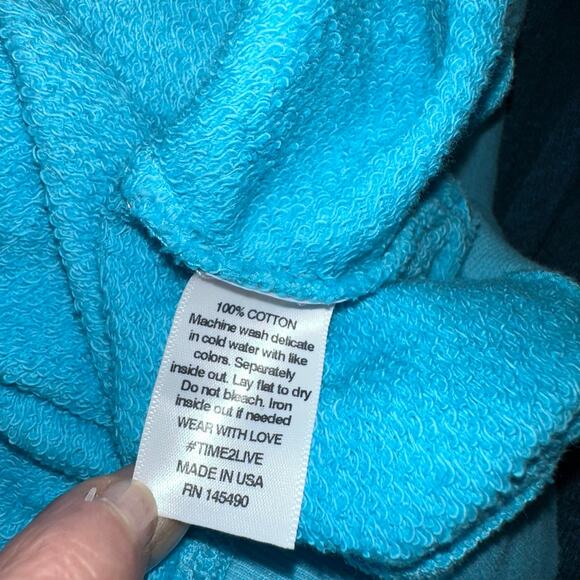 100% COTTON
Machine wash delicate
in cold water with like
colors. Separately
inside out. Lay flat to dry
Do not bleach. Iron
inside out if needed
WEAR WITH LOVE
#TIME2LIVE
MADE IN USA
RN 145490